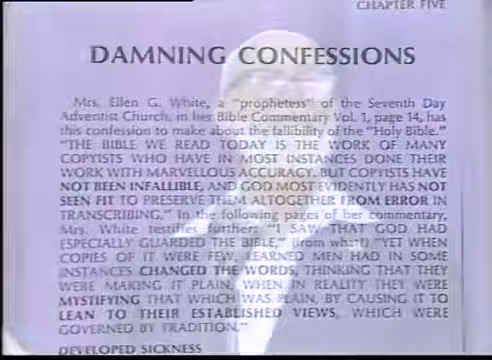 CHAPTER FIVE
DAMNING CONFESSIONS
Mrs. Ellen G. White, a "prophetess" of the Seventh Day
Adventist Church, in her Bible Commentary Vol. 1, page 14, has
this confession to make about the fallibility of the "Holy Bible."
"THE BIBLE WE READ TODAY IS THE WORK OF MANY
COPYISTS WHO HAVE IN MOST INSTANCES DONE THEIR
WORK WITH MARVELLOUS ACCURACY. BUT COPYISTS HAVE
NOT BEEN INFALLIBLE, AND GOD MOST EVIDENTLY HAS NOT
SEEN FIT TO PRESERVE THEM ALTOGETHER FROM ERROR IN
TRANSCRIBING." In the following pages of her commentary,
Mrs. White testifies further: "I SAW THAT GOD HAD
ESPECIALLY GUARDED THE BIBLE," (from what?) "YET WHEN
COPIES OF IT WERE FEW, LEARNED MEN HAD IN SOME
INSTANCES CHANGED THE WORDS, THINKING THAT THEY
WERE MAKING IT PLAIN, WHEN IN REALITY THEY WERE
MYSTIFYING THAT WHICH WAS PLAIN, BY CAUSING IT TO
LEAN TO THEIR ESTABLISHED VIEWS, WHICH WERE
GOVERNED BY TRADITION."
DEVELOPED SICKNESS